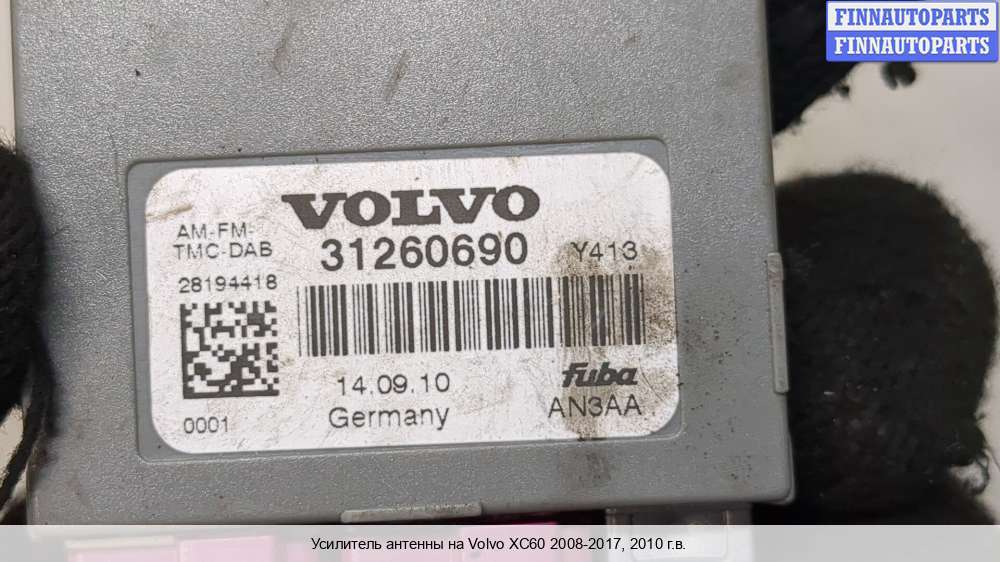 FINNAUTOPARTS
FINNAUTOPARTS
VOLVO
AM-FM-
TMC-DAB
31260690
Y413
28194418
14.09.10
fuba
Germany
AN3AA
0001
Усилитель антенны на Volvo XC60 2008-2017, 2010 г.в.